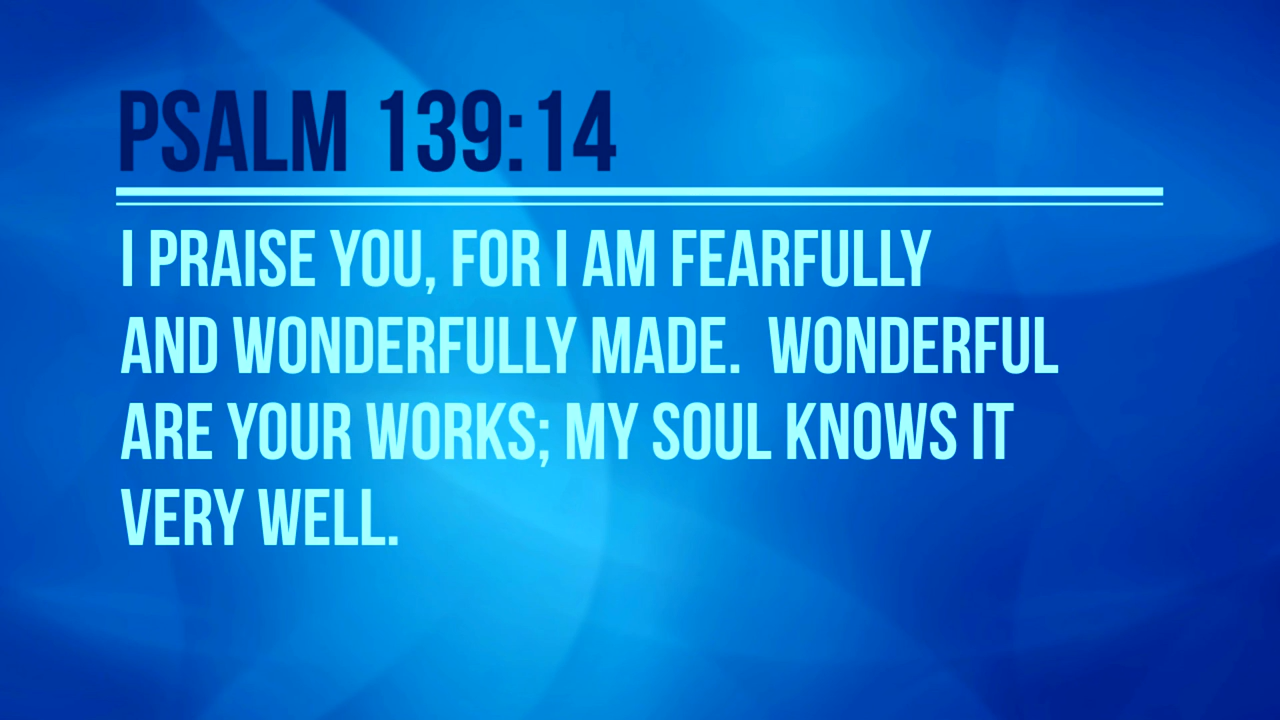 PSALM 139:14
I PRAISE YOU, FOR I AM FEARFULLY
AND WONDERFULLY MADE.  WONDERFUL
ARE YOUR WORKS; MY SOUL KNOWS IT
VERY WELL.